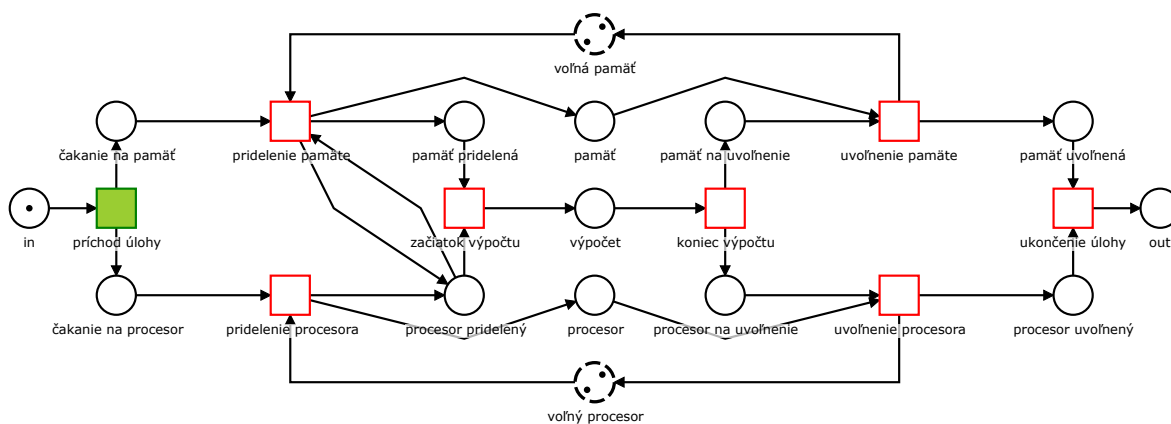 voľná pamäť
čakanie na pamäť
pridelenie pamäte
pamäť pridelená
pamäť
pamäť na uvoľnenie
uvoľnenie pamäte
pamäť uvoľnená
in
príchod úlohy
začiatok výpočtu
výpočet
koniec výpočtu
ukončenie úlohy
out
čakanie na procesor
pridelenie procesora
procesor pridelený
procesor
procesor na uvoľnenie
uvoľnenie procesora
procesor uvoľnený
voľný procesor